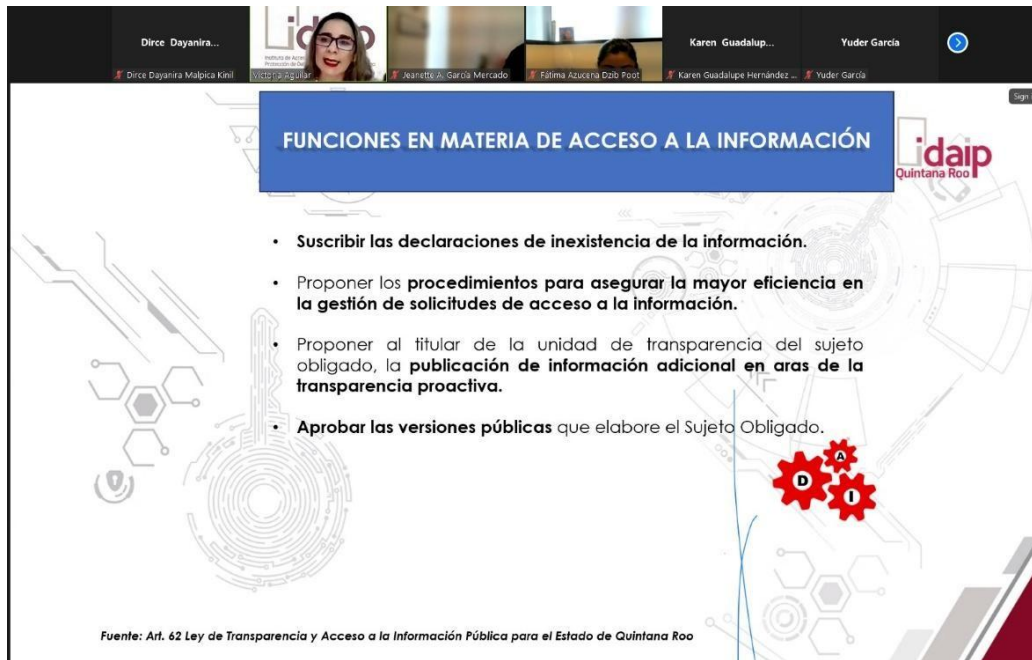 Dirce Dayanira...
Karen Guadalup...
Yuder García
Dirce Dayanira Malpica Kinil
Victoria Aguilar
Jeanette A. García Mercado
Fátima Azucena Dzib Poot
Karen Guadalupe Hernández ...
Yuder García
Sign i
FUNCIONES EN MATERIA DE ACCESO A LA INFORMACIÓN
idaip
Quintana Roo
• Suscribir las declaraciones de inexistencia de la información.
• Proponer los procedimientos para asegurar la mayor eficiencia en
la gestión de solicitudes de acceso a la información.
• Proponer al titular de la unidad de transparencia del sujeto
obligado, la publicación de información adicional en aras de la
transparencia proactiva.
• Aprobar las versiones públicas que elabore el Sujeto Obligado.
A
D
I
Fuente: Art. 62 Ley de Transparencia y Acceso a la Información Pública para el Estado de Quintana Roo